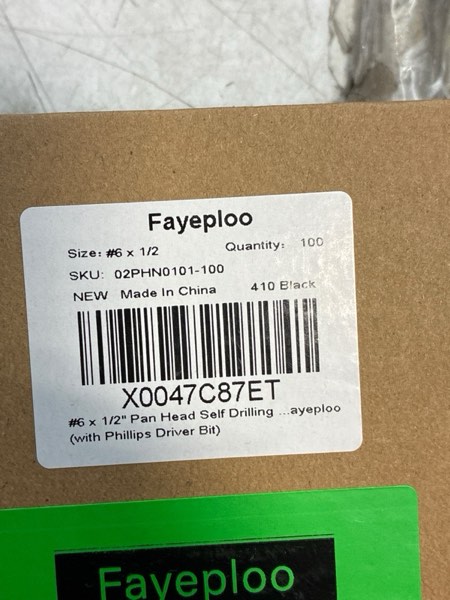 Fayeploo
Size: #6 x 1/2 Quantity: 100
SKU: 02PHN0101-100
NEW Made In China 410 Black
X0047C87ET
#6 x 1/2" Pan Head Self Drilling ...ayeploo
(with Phillips Driver Bit)
Fayeploo